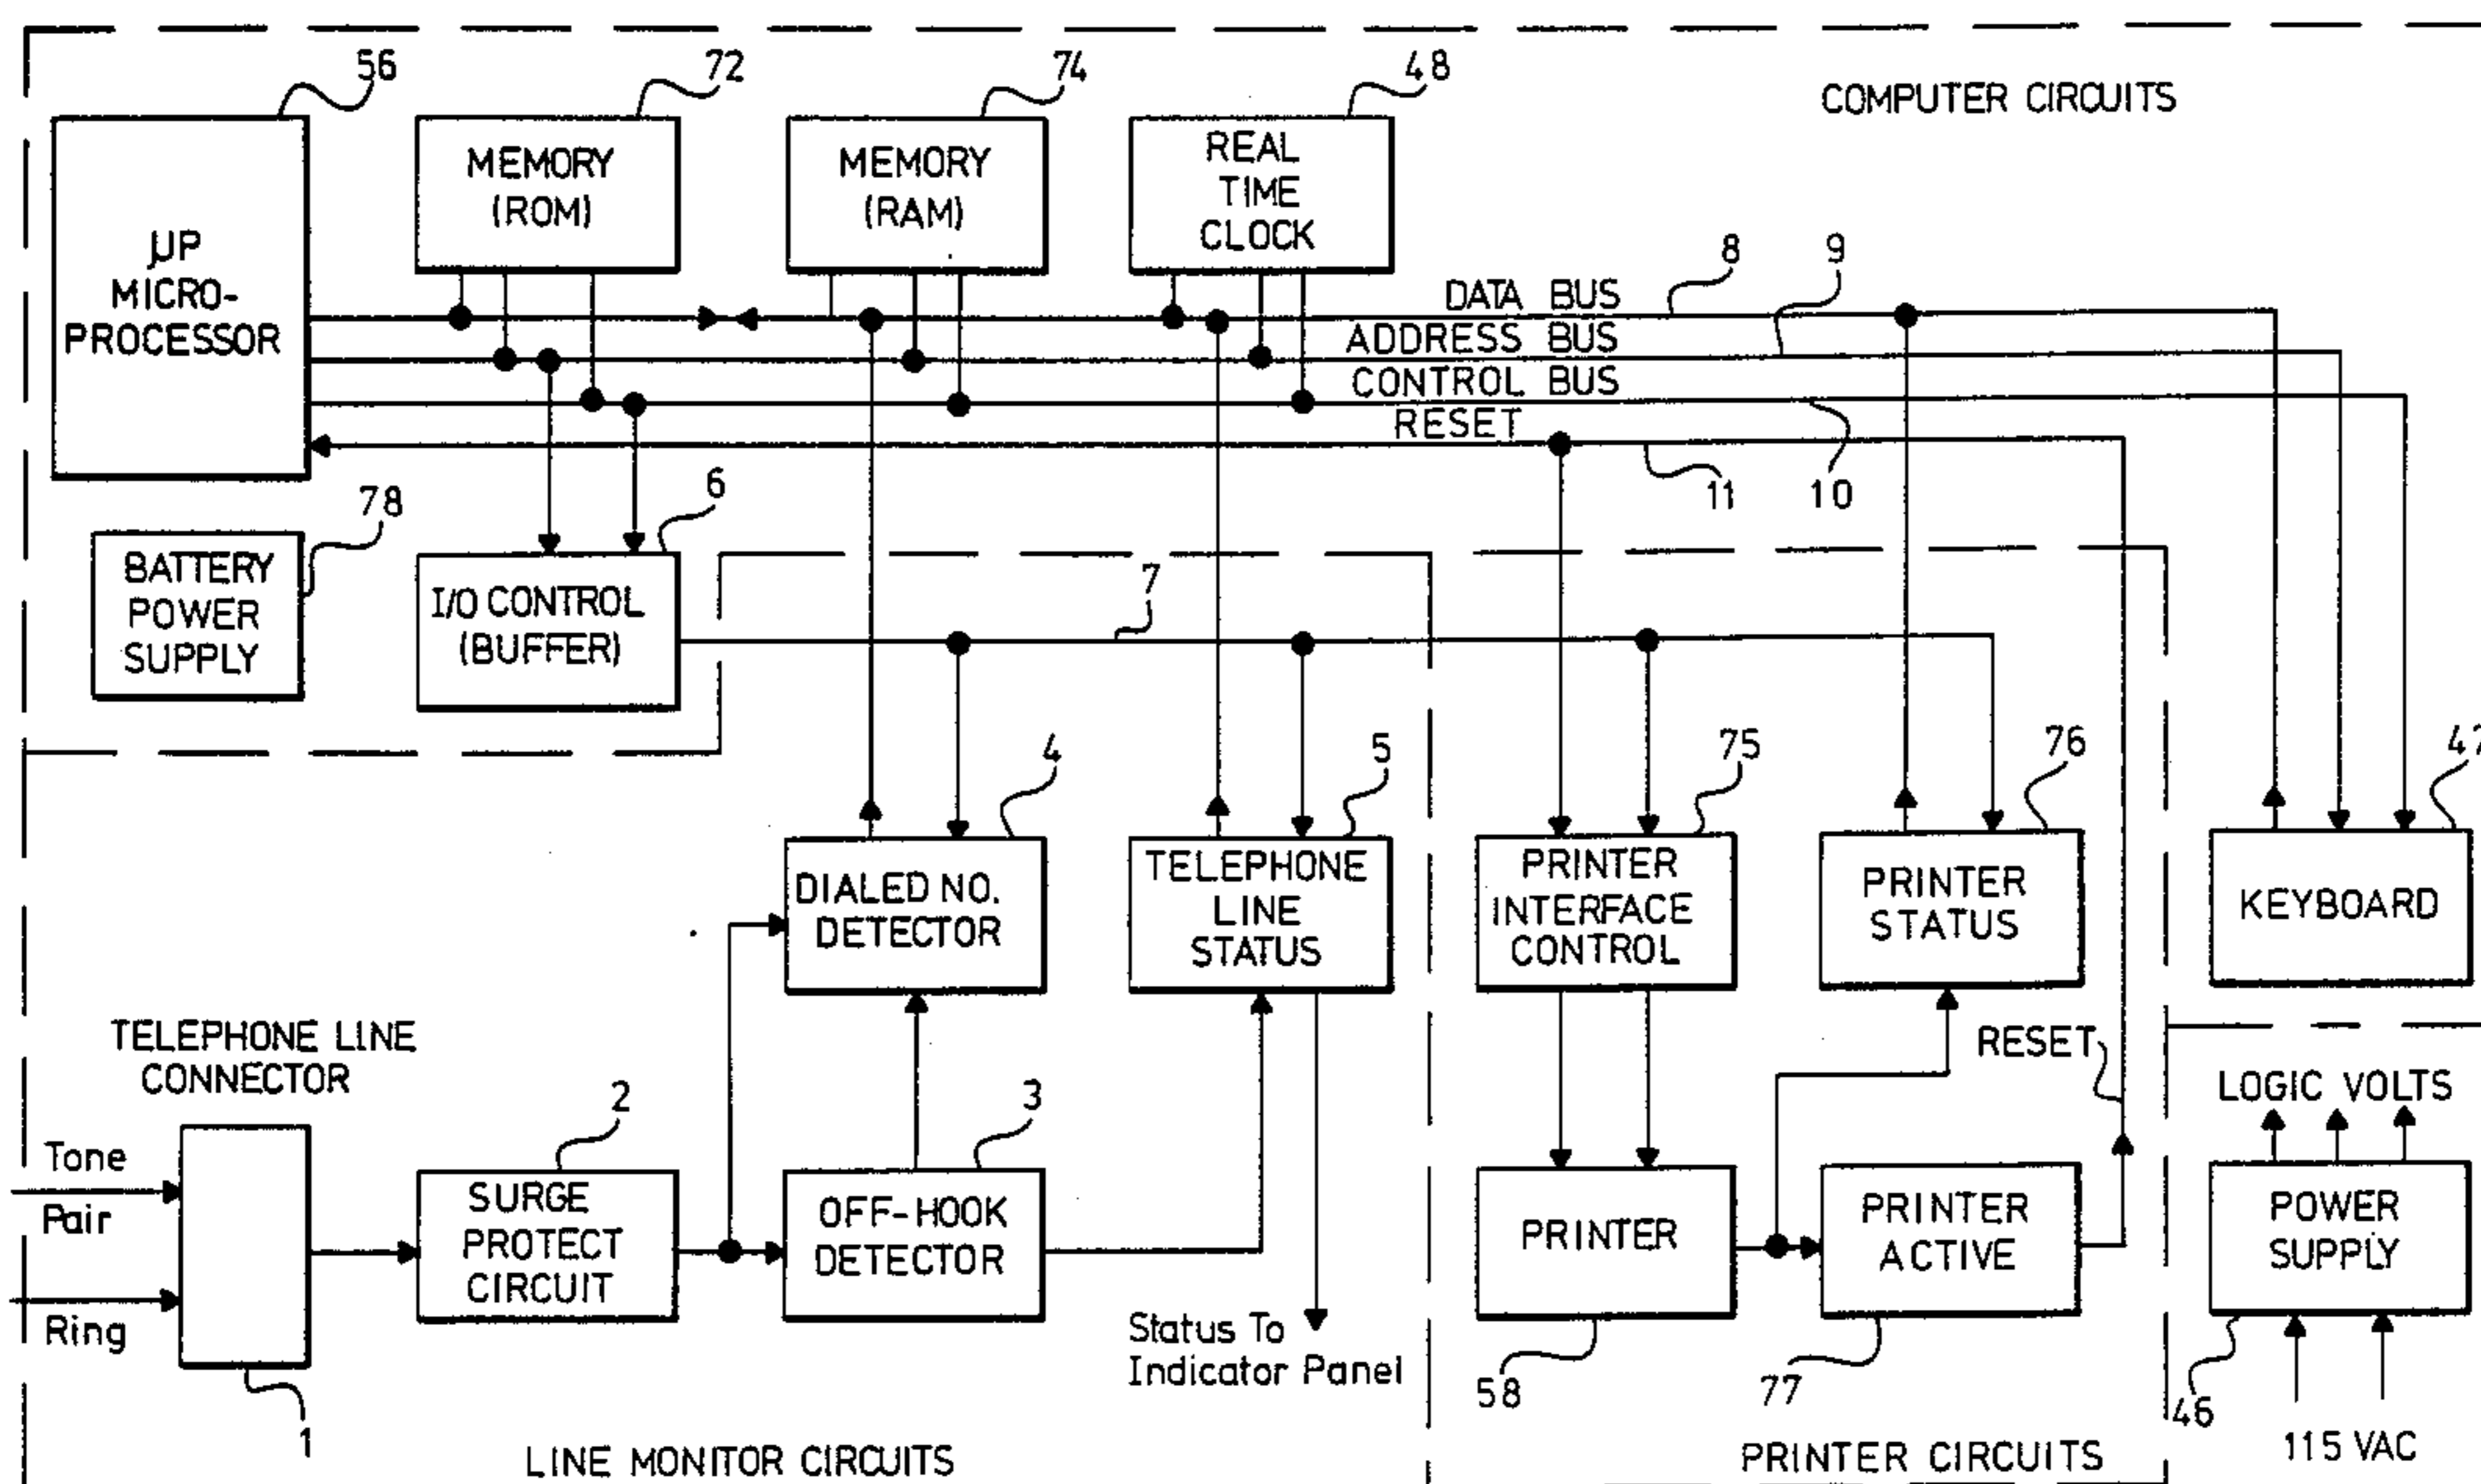 56
72
74
48
COMPUTER CIRCUITS
µP
MICRO-
PROCESSOR
MEMORY
(ROM)
MEMORY
(RAM)
REAL
TIME
CLOCK
8
9
DATA BUS
ADDRESS BUS
CONTROL BUS
RESET
11
10
78
6
7
BATTERY
POWER
SUPPLY
I/O CONTROL
(BUFFER)
4
5
75
76
DIALED NO.
DETECTOR
TELEPHONE
LINE
STATUS
PRINTER
INTERFACE
CONTROL
PRINTER
STATUS
KEYBOARD
TELEPHONE LINE
CONNECTOR
2
3
RESET
LOGIC VOLTS
Tone
Pair
Ring
SURGE
PROTECT
CIRCUIT
OFF-HOOK
DETECTOR
PRINTER
PRINTER
ACTIVE
POWER
SUPPLY
Status To
Indicator Panel
1
58
77
46
115 VAC
LINE MONITOR CIRCUITS
PRINTER CIRCUITS